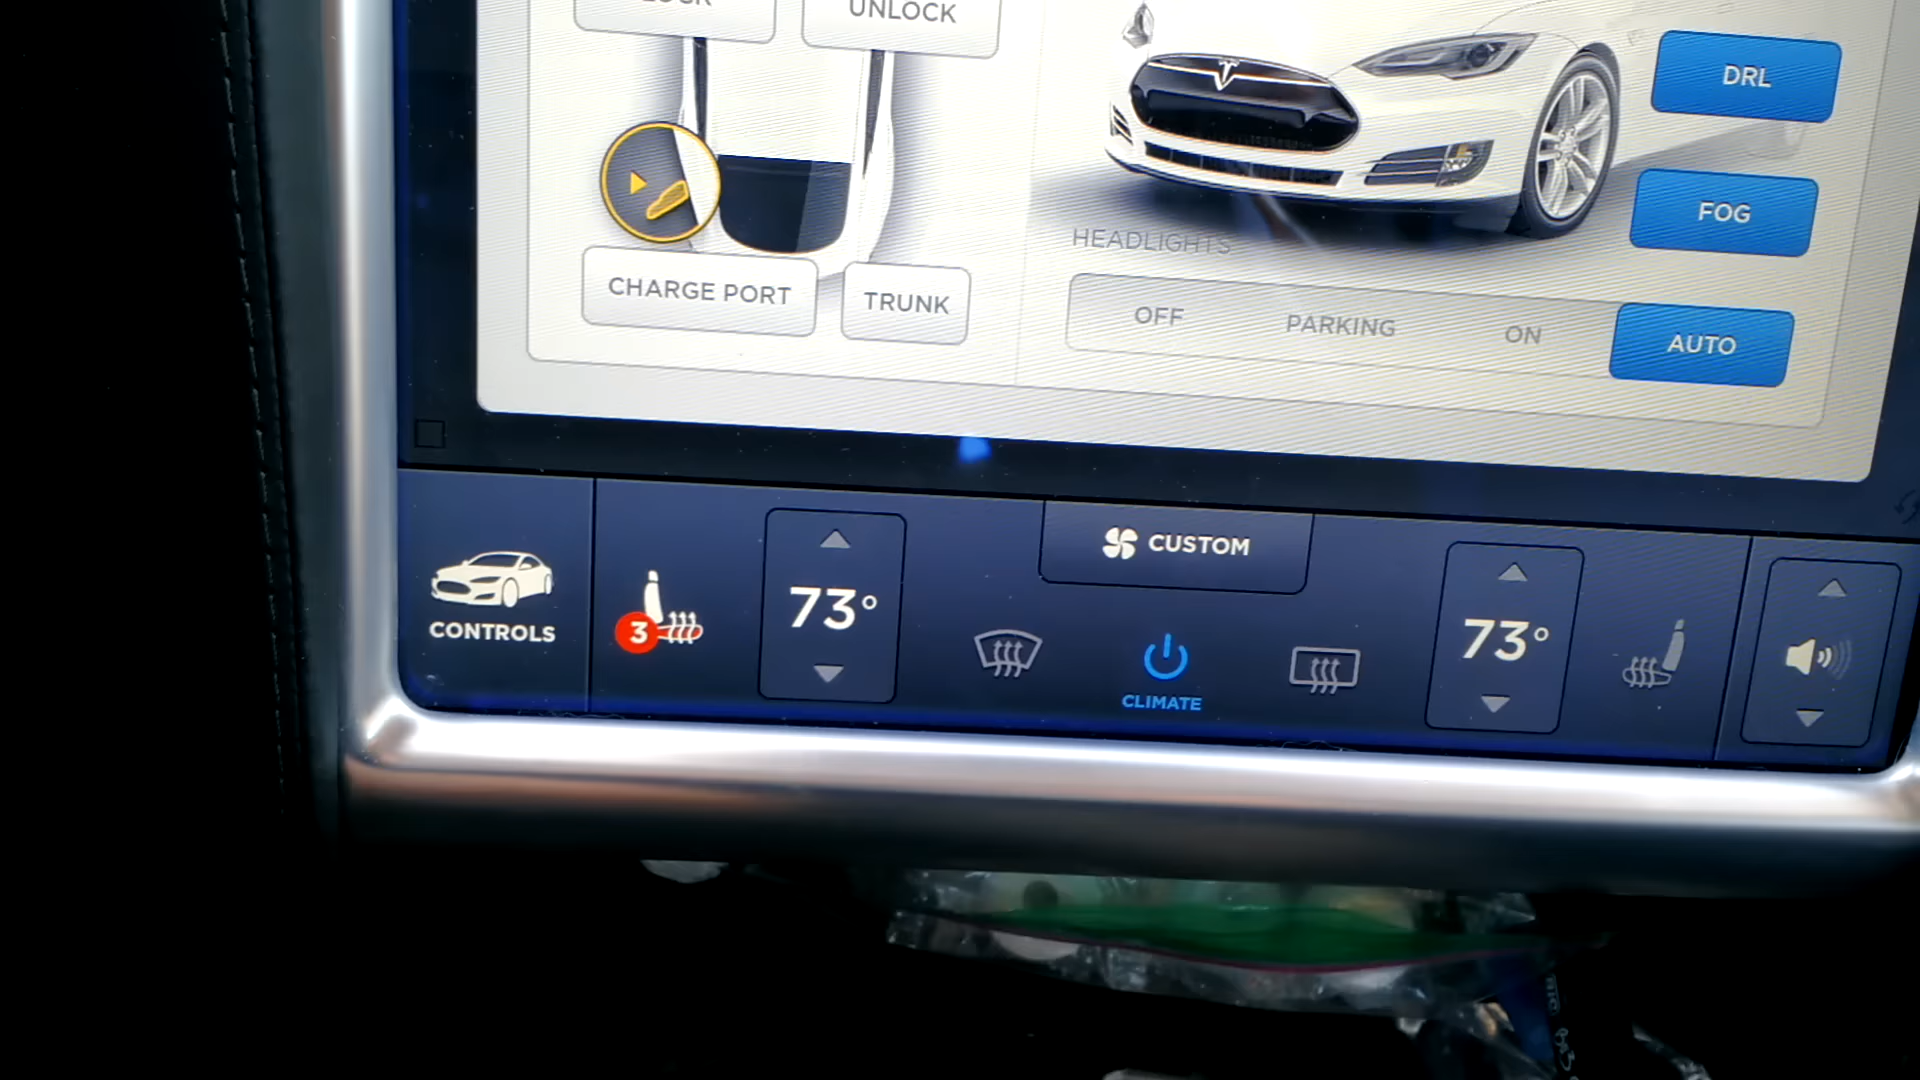 UNLOCK
DRL
FOG
HEADLIGHTS
CHARGE PORT
TRUNK
OFF
PARKING
ON
AUTO
CUSTOM
73°
73°
3
CONTROLS
CLIMATE